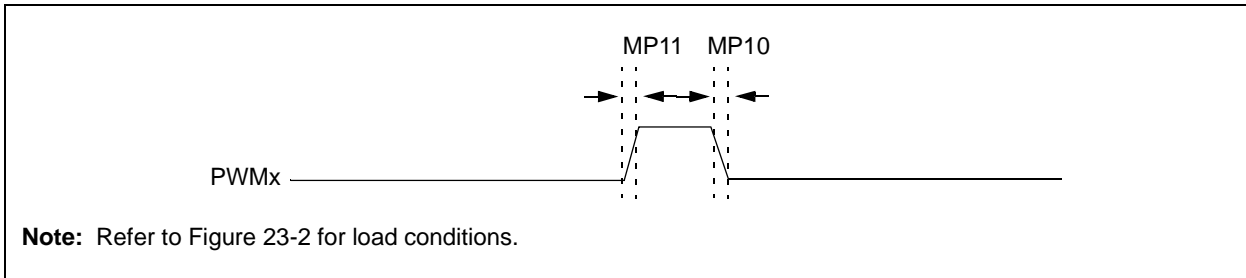 MP11 MP10
PWMx
Note: Refer to Figure 23-2 for load conditions.